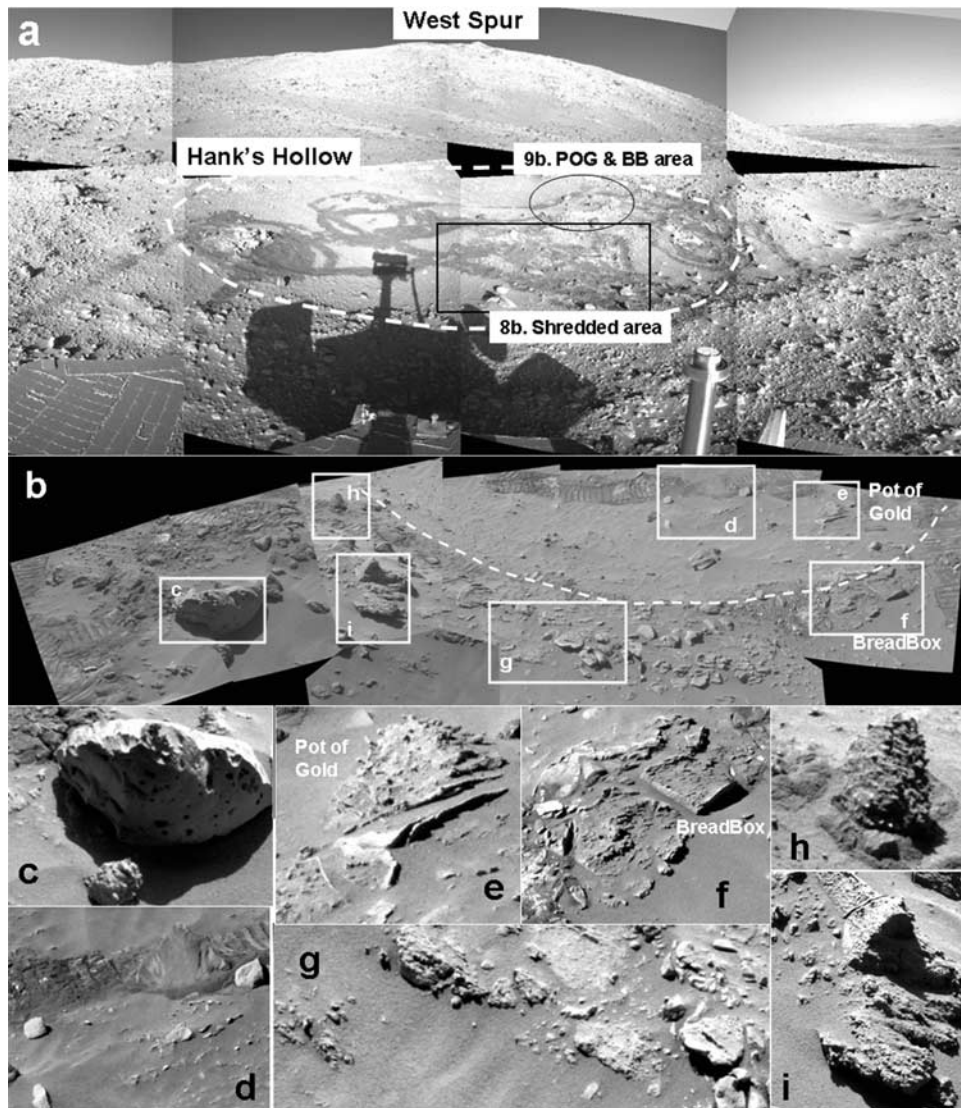 a
West Spur
Hank's Hollow
9b. POG & BB area
8b. Shredded area
b
h
e
Pot of
Gold
d
c
i
g
f
BreadBox
c
Pot of
Gold
e
BreadBox
f
h
d
g
i